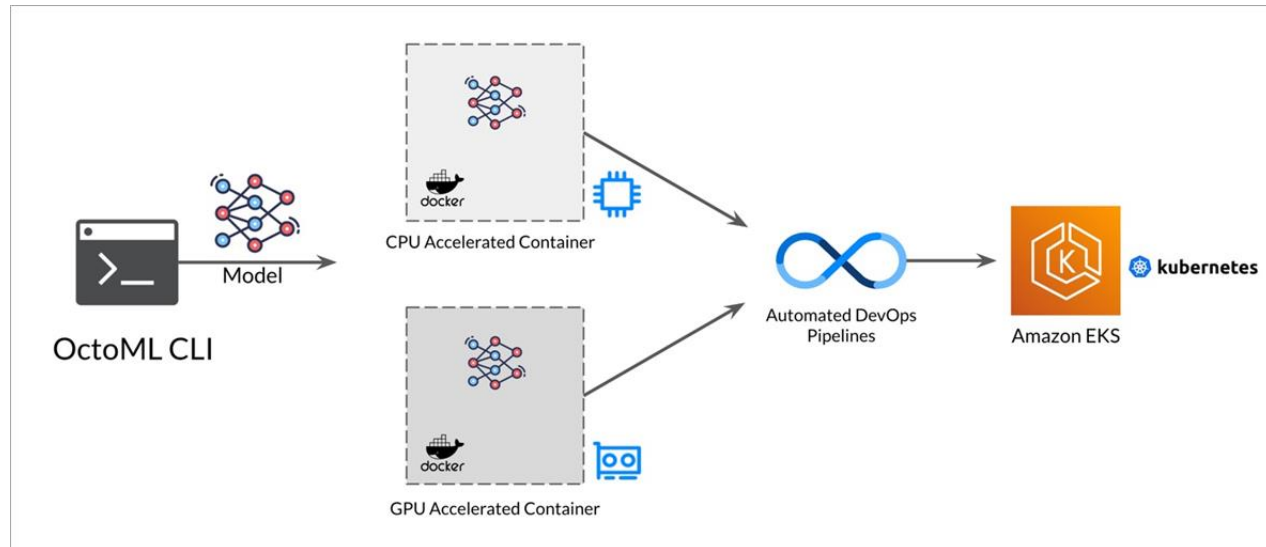 OctoML CLI
Model
docker
CPU Accelerated Container
docker
GPU Accelerated Container
Automated DevOps
Pipelines
K
Amazon EKS
kubernetes